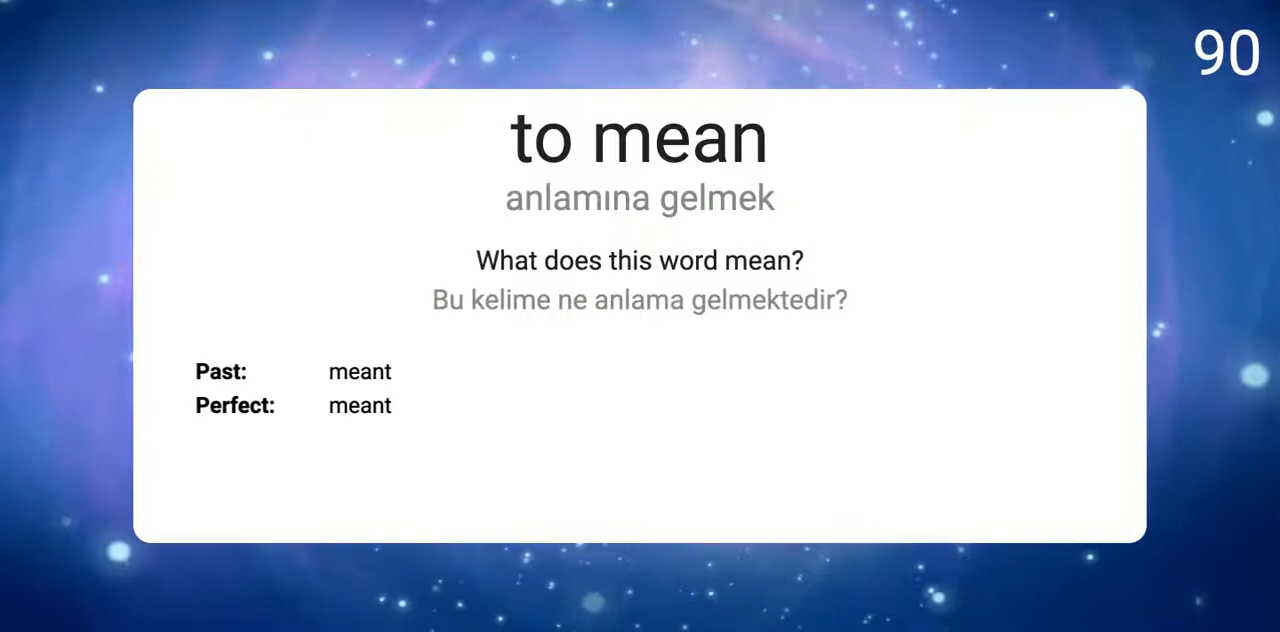 90
to mean
anlamına gelmek
What does this word mean?
Bu kelime ne anlama gelmektedir?
Past: meant
Perfect: meant